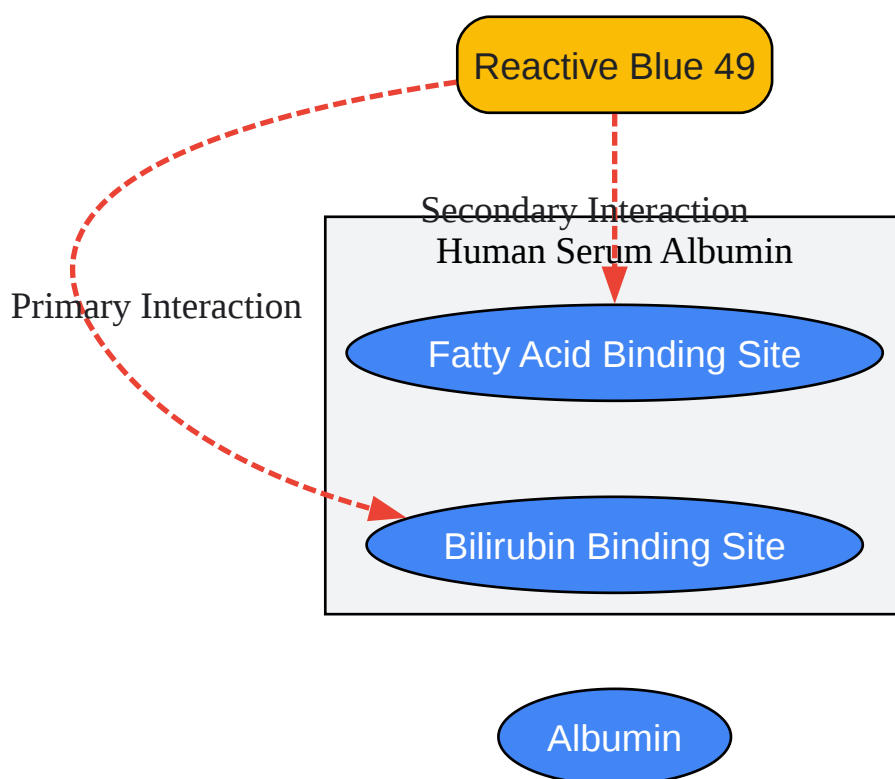 Reactive Blue 49
Secondary Interaction
Human Serum Albumin
Primary Interaction
Fatty Acid Binding Site
Bilirubin Binding Site
Albumin